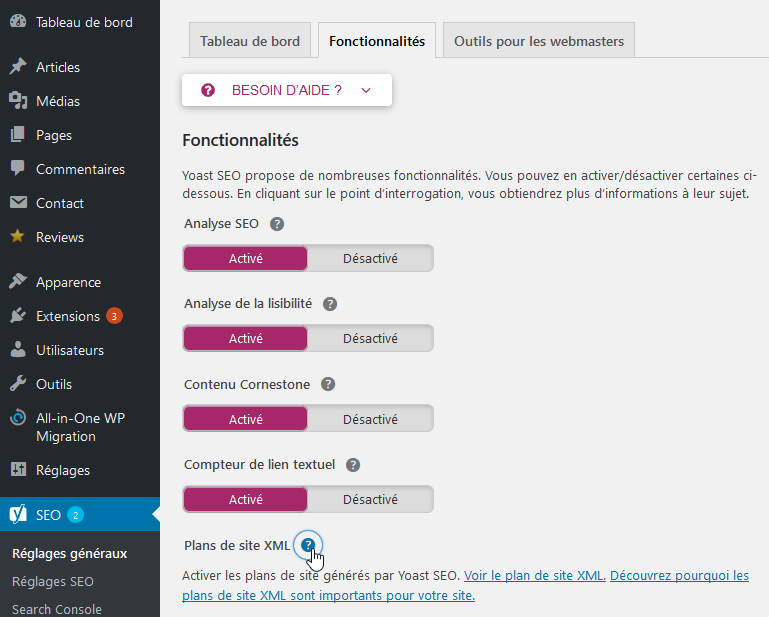 Tableau de bord
Articles
Médias
Pages
Commentaires
Contact
Reviews
Apparence
Extensions 3
Utilisateurs
Outils
All-in-One WP
Migration
Réglages
SEO 2
Réglages généraux
Réglages SEO
Search Console
Tableau de bord Fonctionnalités Outils pour les webmasters
? BESOIN D'AIDE ?
Fonctionnalités
Yoast SEO propose de nombreuses fonctionnalités. Vous pouvez en activer/désactiver certaines ci-
dessous. En cliquant sur le point d'interrogation, vous obtiendrez plus d'informations à leur sujet.
Analyse SEO ?
Activé Désactivé
Analyse de la lisibilité ?
Activé Désactivé
Contenu Cornestone ?
Activé Désactivé
Compteur de lien textuel ?
Activé Désactivé
Plans de site XML ?
Activer les plans de site générés par Yoast SEO. Voir le plan de site XML. Découvrez pourquoi les
plans de site XML sont importants pour votre site.